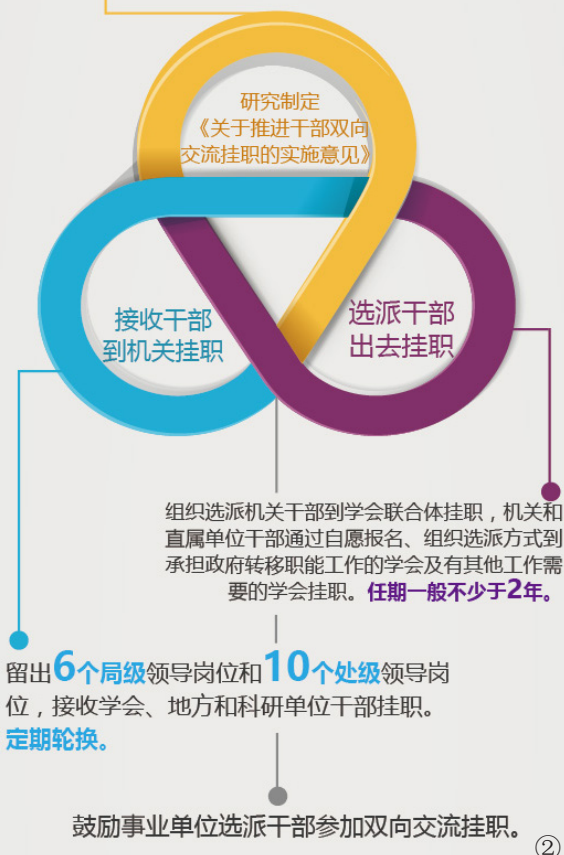 研究制定
《关于推进干部双向
交流挂职的实施意见》
接收干部
到机关挂职
选派干部
出去挂职
组织选派机关干部到学会联合体挂职，机关和
直属单位干部通过自愿报名、组织选派方式到
承担政府转移职能工作的学会及有其他工作需
要的学会挂职。任期一般不少于2年。
留出6个局级领导岗位和10个处级领导岗
位，接收学会、地方和科研单位干部挂职。
定期轮换。
鼓励事业单位选派干部参加双向交流挂职。
②